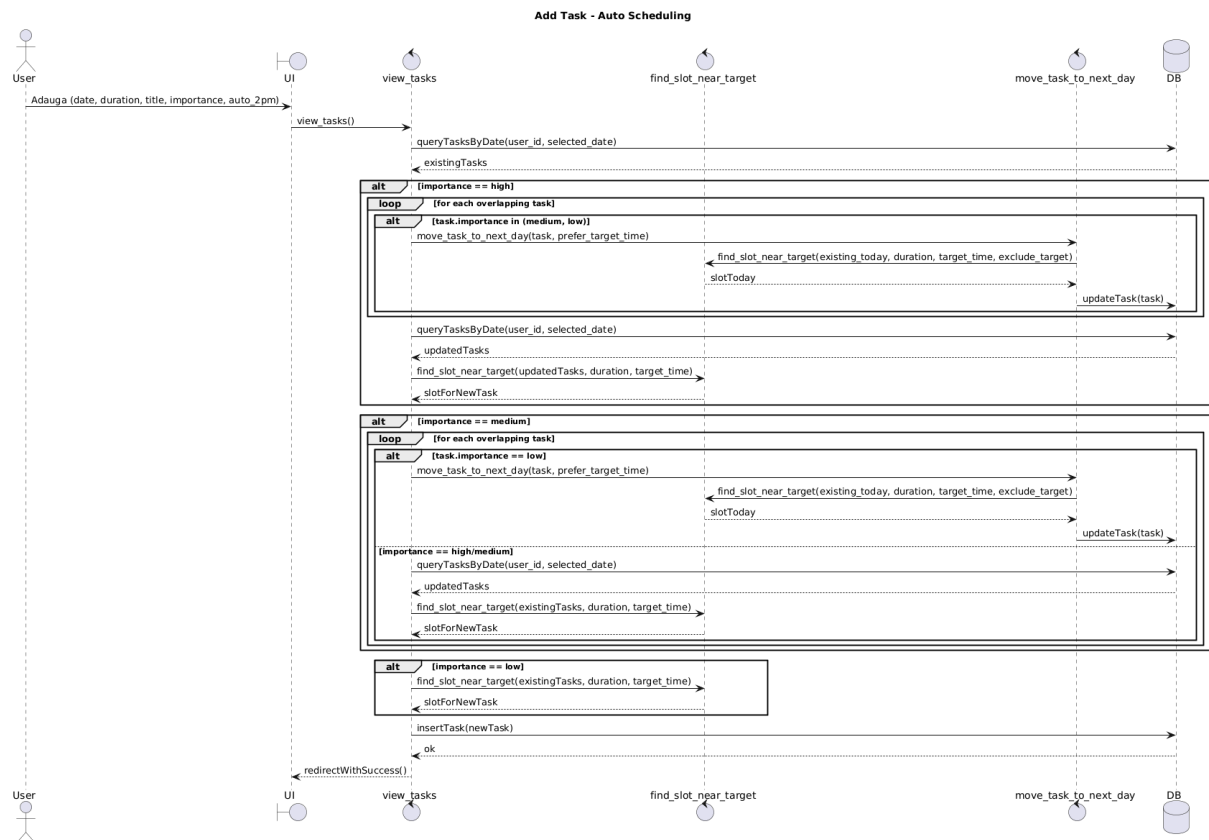 Add Task - Auto Scheduling
User UI view_tasks find_slot_near_target move_task_to_next_day DB
Adauga (date, duration, title, importance, auto_2pm)
view_tasks()
queryTasksByDate(user_id, selected_date)
existingTasks
alt [importance == high]
loop [for each overlapping task]
alt [task.importance in (medium, low)]
move_task_to_next_day(task, prefer_target_time)
find_slot_near_target(existing_today, duration, target_time, exclude_target)
slotToday
updateTask(task)
queryTasksByDate(user_id, selected_date)
updatedTasks
find_slot_near_target(updatedTasks, duration, target_time)
slotForNewTask
alt [importance == medium]
loop [for each overlapping task]
alt [task.importance == low]
move_task_to_next_day(task, prefer_target_time)
find_slot_near_target(existing_today, duration, target_time, exclude_target)
slotToday
updateTask(task)
[importance == high/medium]
queryTasksByDate(user_id, selected_date)
updatedTasks
find_slot_near_target(existingTasks, duration, target_time)
slotForNewTask
alt [importance == low]
find_slot_near_target(existingTasks, duration, target_time)
slotForNewTask
insertTask(newTask)
ok
redirectWithSuccess()
User UI view_tasks find_slot_near_target move_task_to_next_day DB